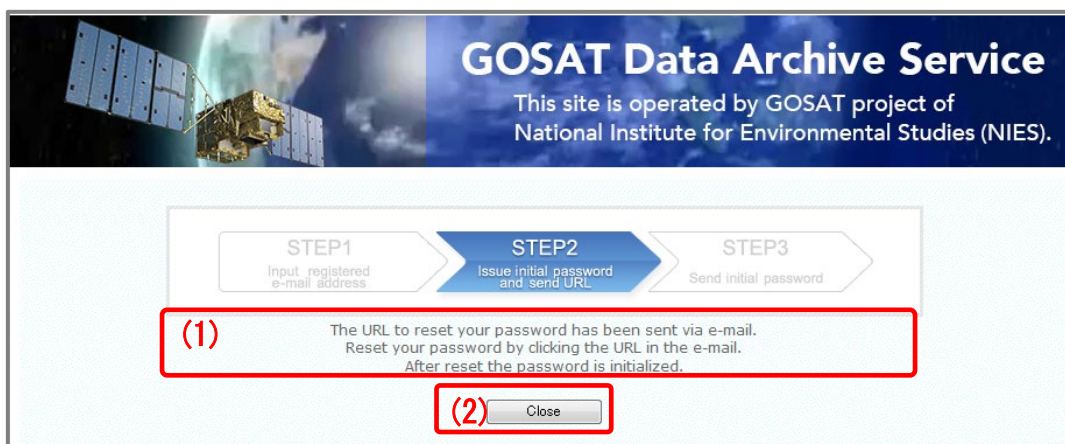 GOSAT Data Archive Service
This site is operated by GOSAT project of
National Institute for Environmental Studies (NIES).
STEP1
Input registered
e-mail address
STEP2
Issue initial password
and send URL
STEP3
Send initial password
(1)
The URL to reset your password has been sent via e-mail.
Reset your password by clicking the URL in the e-mail.
After reset the password is initialized.
(2) Close